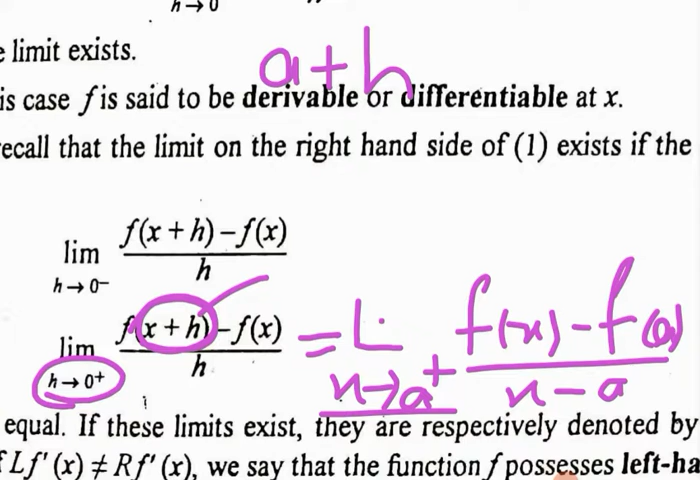 h→0
e limit exists.
a+h
is case f is said to be derivable or differentiable at x.
ecall that the limit on the right hand side of (1) exists if the
lim h→0⁻ f(x + h) – f(x) / h
lim h→0⁺ f(x + h) – f(x) / h = L x→a⁺ f(x) – f(a) / x – a
equal. If these limits exist, they are respectively denoted by
f Lf'(x) ≠ Rf'(x), we say that the function f possesses left-ha